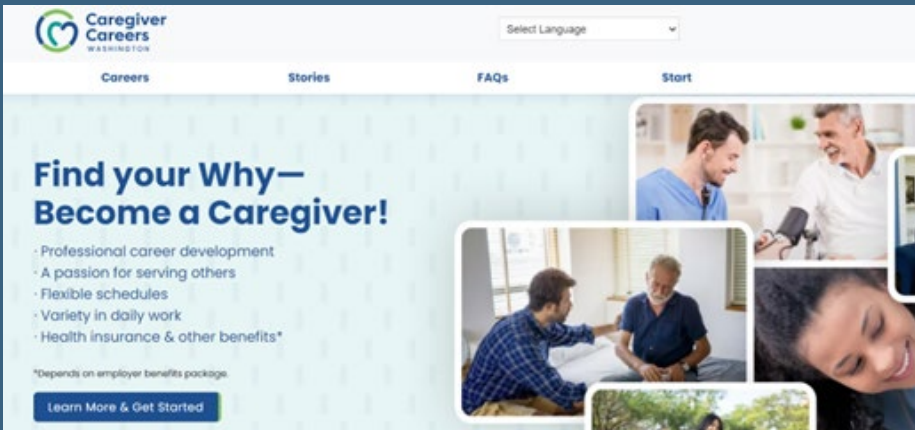 Caregiver
Careers
WASHINGTON
Select Language
Careers Stories FAQs Start
Find your Why—
Become a Caregiver!
· Professional career development
· A passion for serving others
· Flexible schedules
· Variety in daily work
· Health insurance & other benefits*
*Depends on employer benefits package.
Learn More & Get Started